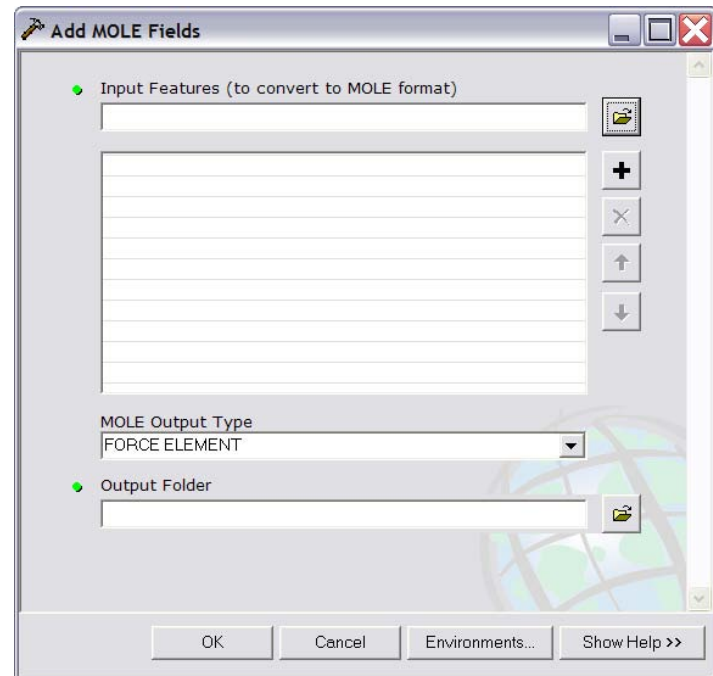 Add MOLE Fields
Input Features (to convert to MOLE format)
MOLE Output Type
FORCE ELEMENT
Output Folder
OK Cancel Environments... Show Help >>